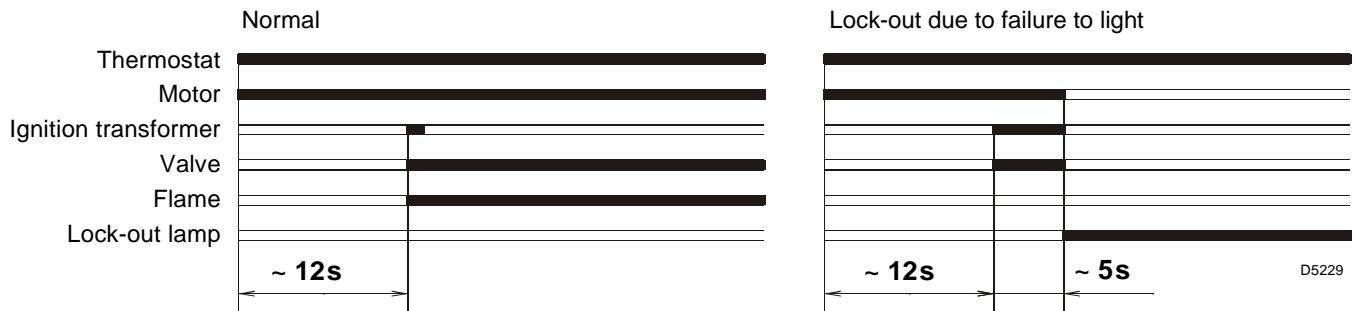 Normal
Lock-out due to failure to light
Thermostat
Motor
Ignition transformer
Valve
Flame
Lock-out lamp
~ 12s
~ 12s
~ 5s
D5229